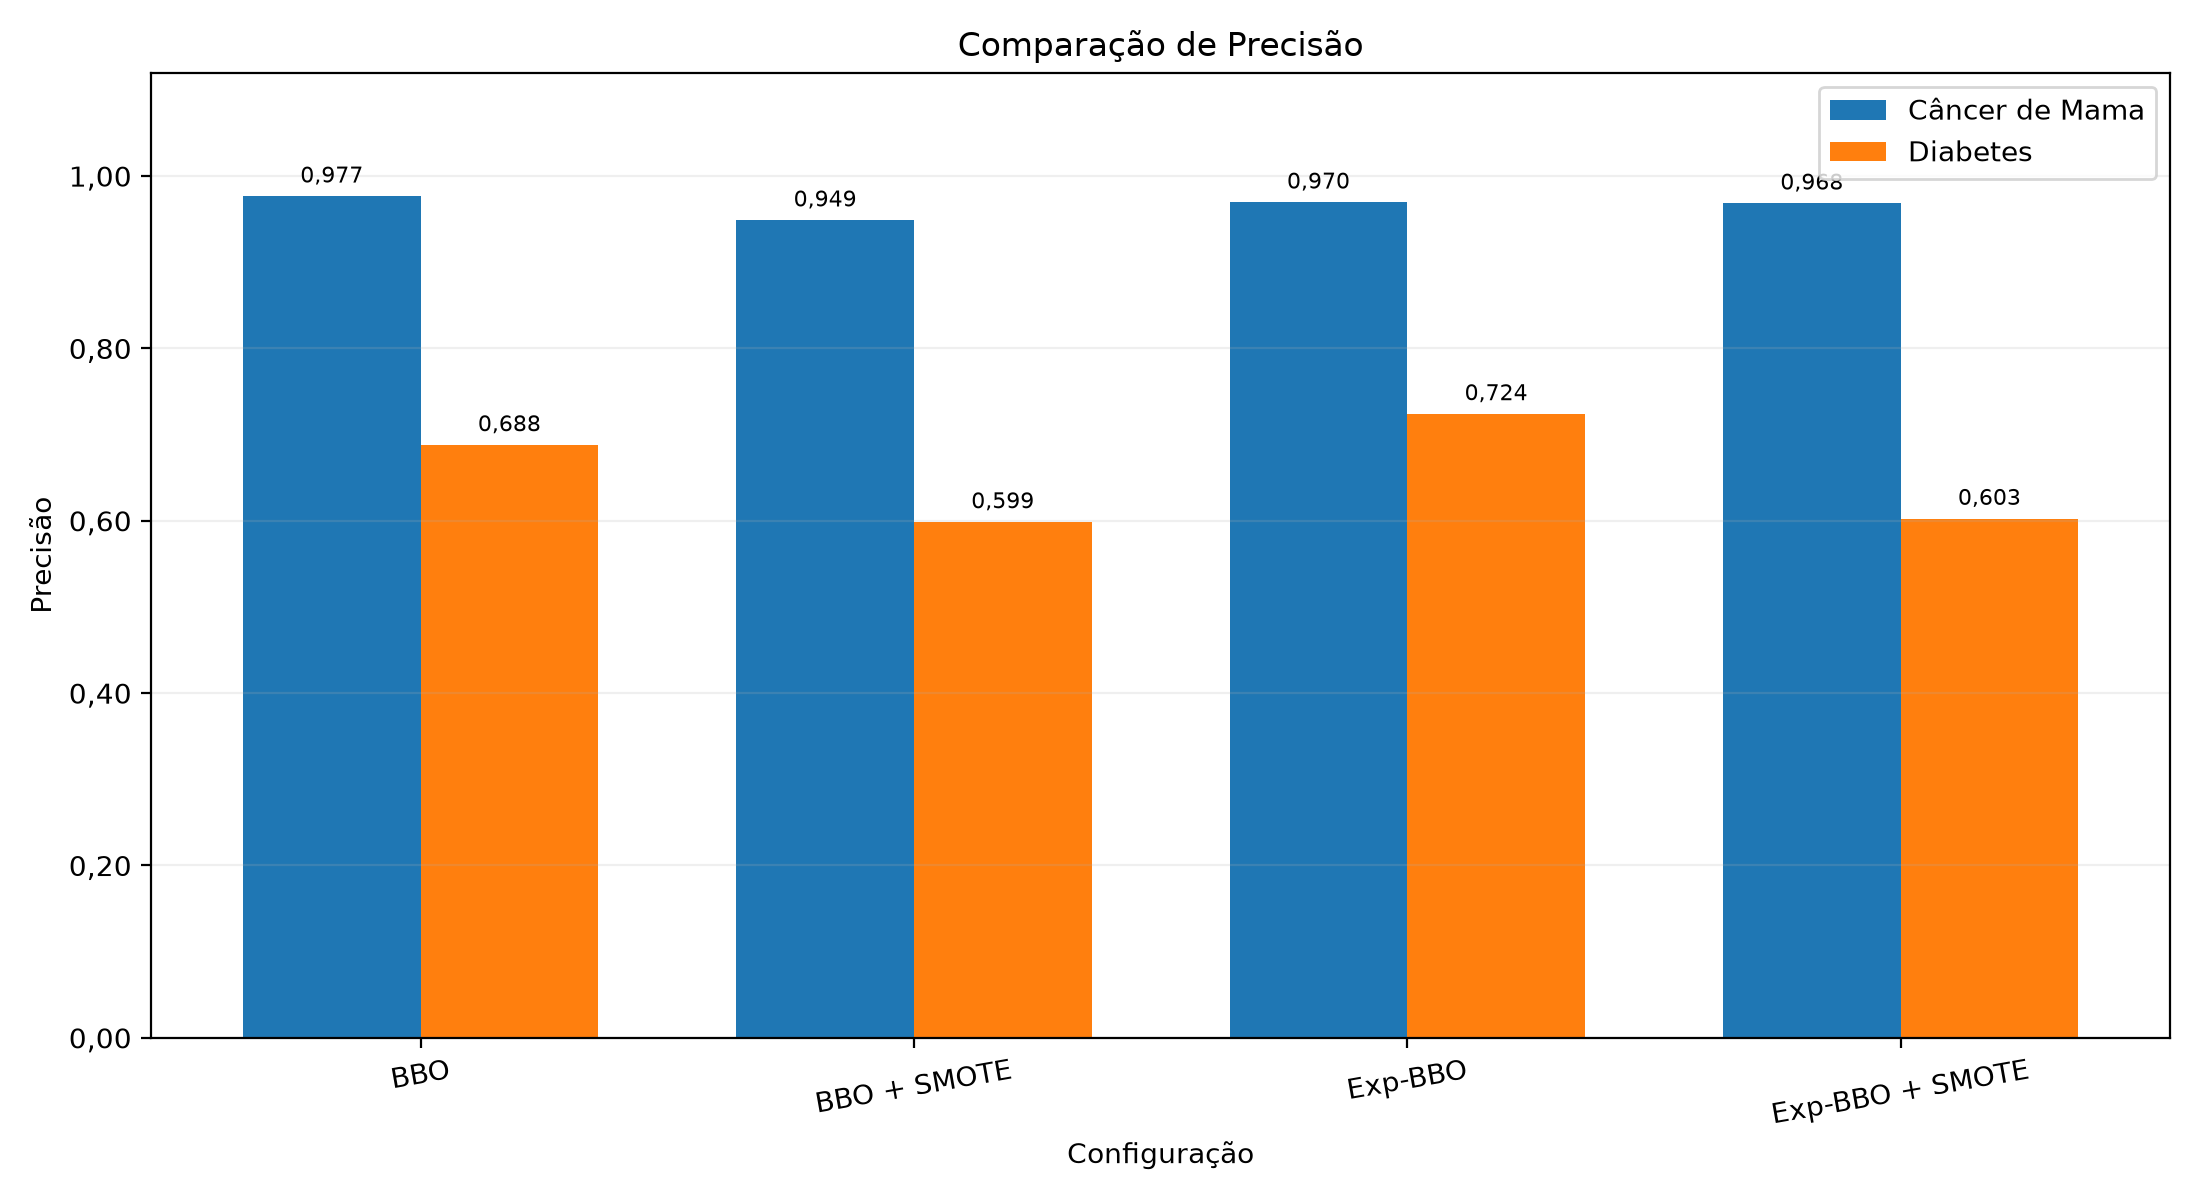 Comparação de Precisão
Câncer de Mama
Diabetes
Precisão
1,00
0,80
0,60
0,40
0,20
0,00
0,977
0,688
0,949
0,599
0,970
0,724
0,968
0,603
BBO
BBO + SMOTE
Exp-BBO
Exp-BBO + SMOTE
Configuração